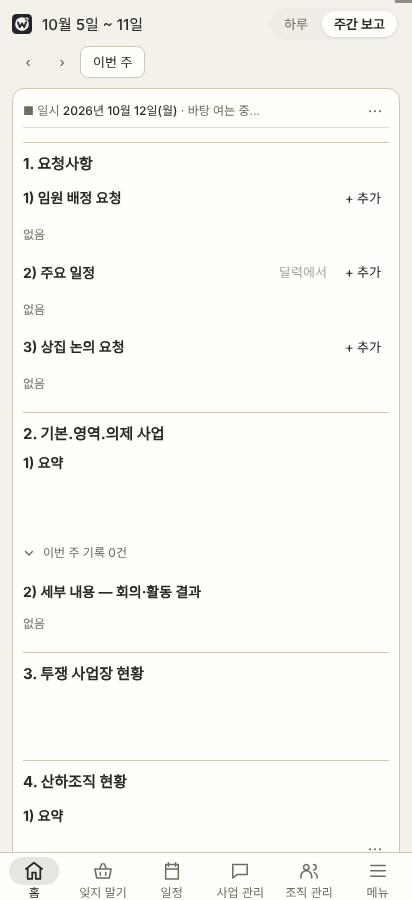 10월 5일 ~ 11일
하루
주간 보고
‹ › 이번 주
일시 2026년 10월 12일(월) · 바탕 여는 중...
···
1. 요청사항
1) 임원 배정 요청
+ 추가
없음
2) 주요 일정
달력에서
+ 추가
없음
3) 상집 논의 요청
+ 추가
없음
2. 기본.영역.의제 사업
1) 요약
이번 주 기록 0건
2) 세부 내용 — 회의·활동 결과
없음
3. 투쟁 사업장 현황
4. 산하조직 현황
1) 요약
···
홈
잊지 말기
일정
사업 관리
조직 관리
메뉴